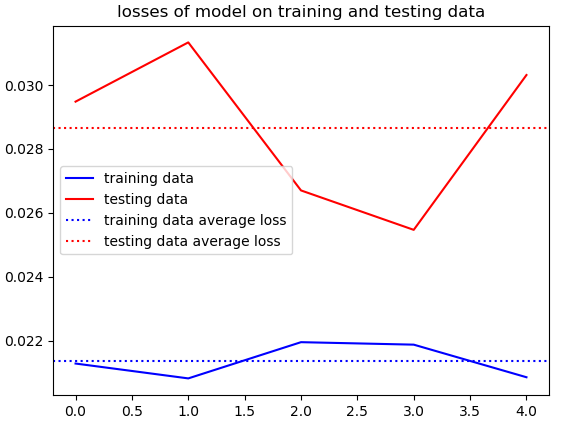 losses of model on training and testing data
0.030
0.028
0.026
0.024
0.022
training data
testing data
training data average loss
testing data average loss
0.0 0.5 1.0 1.5 2.0 2.5 3.0 3.5 4.0